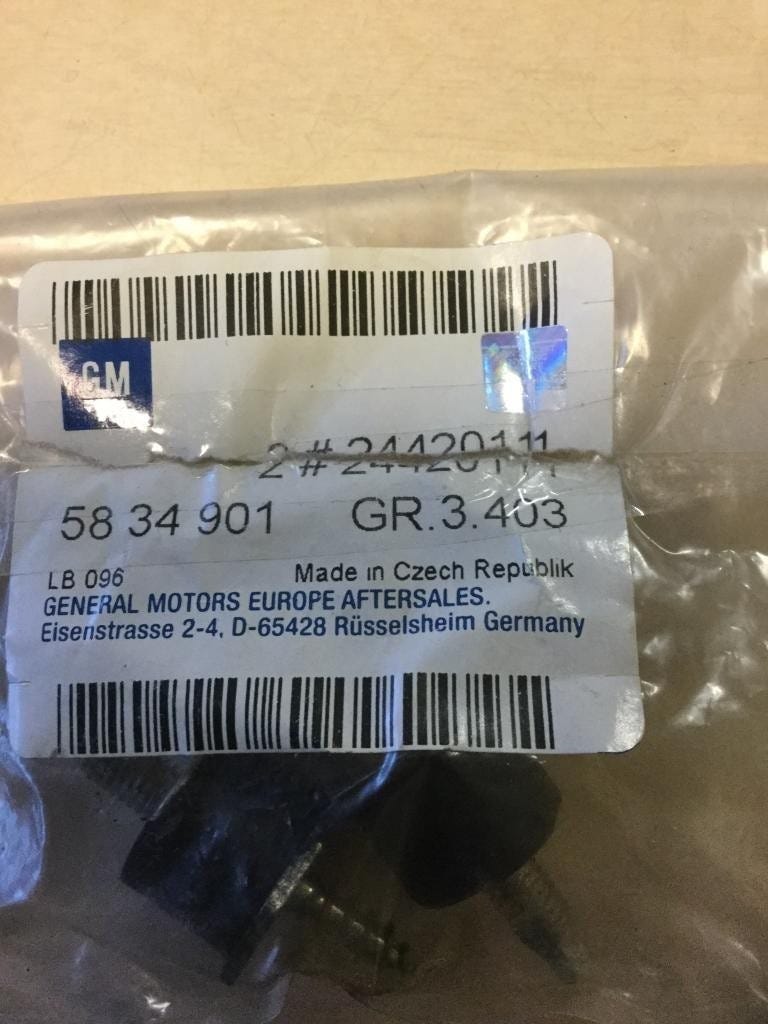 GM
2 # 24420111
58 34 901 GR.3.403
LB 096 Made in Czech Republik
GENERAL MOTORS EUROPE AFTERSALES.
Eisenstrasse 2-4, D-65428 Rüsselsheim Germany